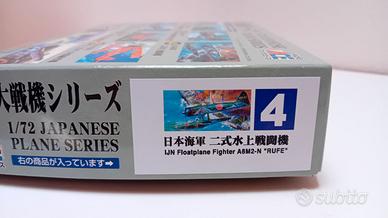 大戦機シリーズ
1/72 JAPANESE
PLANE SERIES
右の商品が入っています
4
日本海軍 二式水上戦闘機
IJN Floatplane Fighter A6M2-N "RUFE"
subito